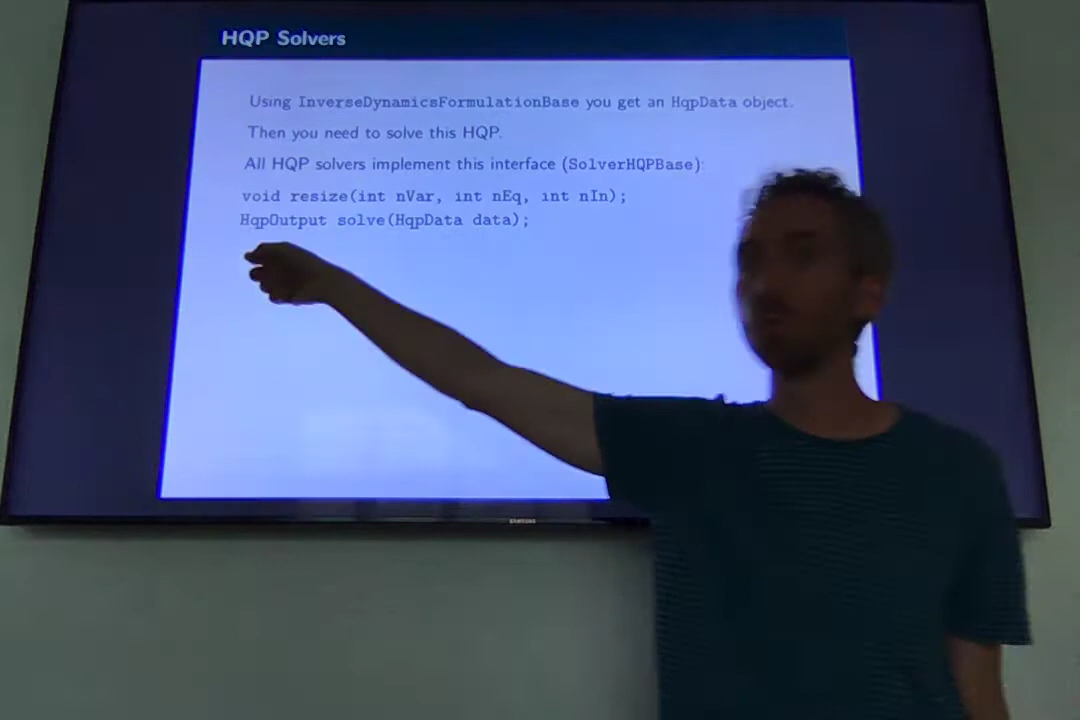 HQP Solvers
Using InverseDynamicsFormulationBase you get an HqpData object.
Then you need to solve this HQP.
All HQP solvers implement this interface (SolverHQPBase):
void resize(int nVar, int nEq, int nIn);
HqpOutput solve(HqpData data);
SAMSUNG